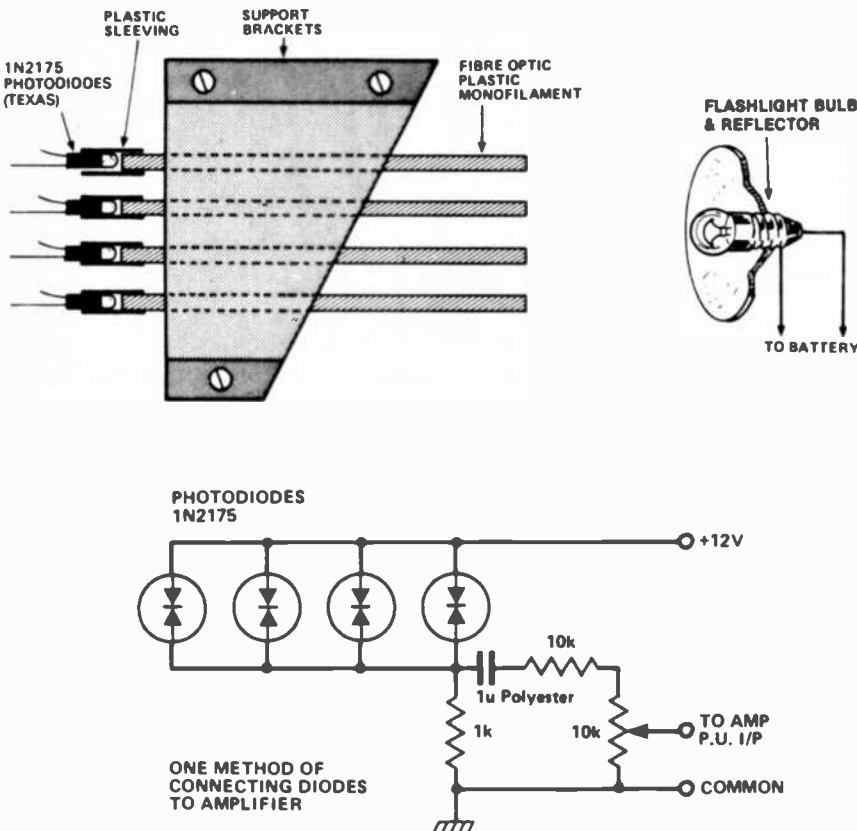 PLASTIC
SLEEVING
SUPPORT
BRACKETS
1N2175
PHOTODIODES
(TEXAS)
FIBRE OPTIC
PLASTIC
MONOFILAMENT
FLASHLIGHT BULB
& REFLECTOR
TO BATTERY
PHOTODIODES
1N2175
+12V
10k
1u Polyester
1k
10k
TO AMP
P.U. I/P
ONE METHOD OF
CONNECTING DIODES
TO AMPLIFIER
COMMON